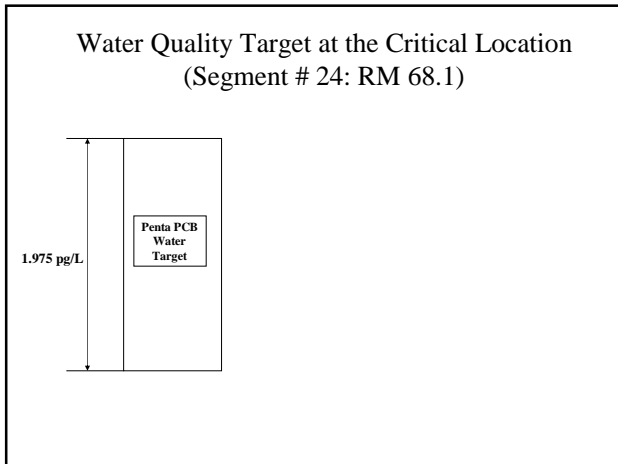 Water Quality Target at the Critical Location
(Segment # 24: RM 68.1)
Penta PCB
Water
Target
1.975 pg/L